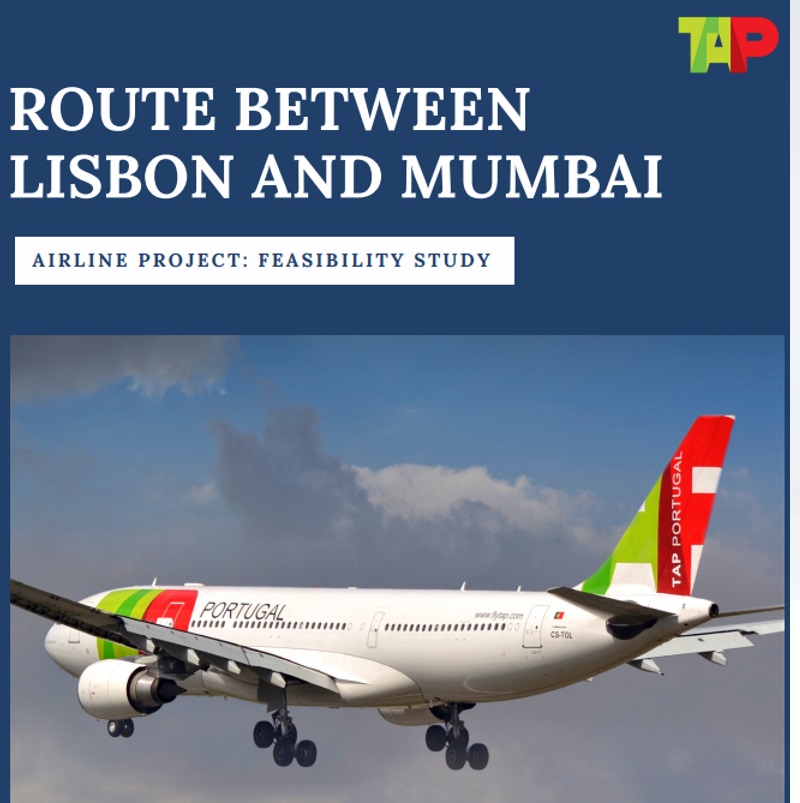 TAP
ROUTE BETWEEN
LISBON AND MUMBAI
AIRLINE PROJECT: FEASIBILITY STUDY
TAP PORTUGAL
PORTUGAL
www.flytap.com
CS-TOL